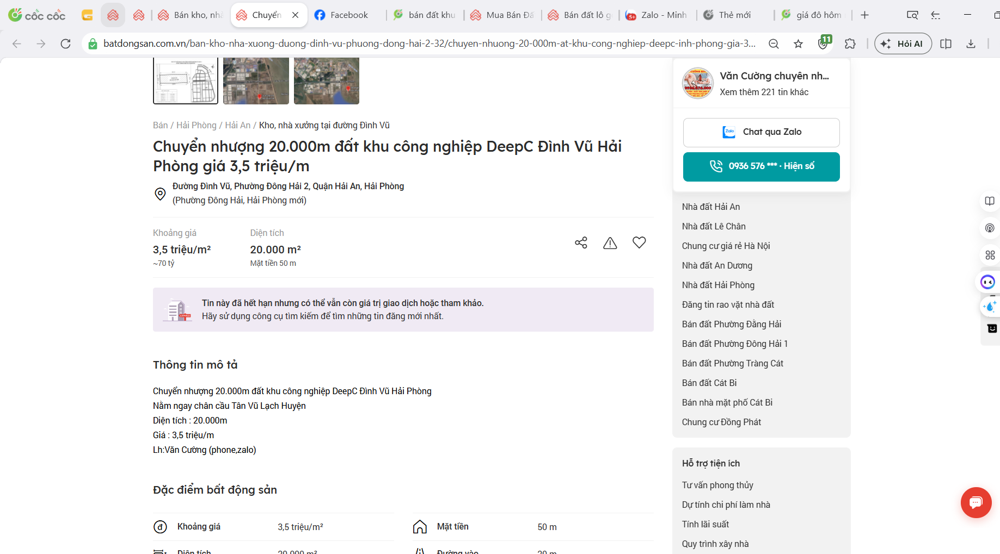 cốc cốc
Bán kho, nhà
Chuyển
Facebook
bán đất khu
Mua Bán Đấ
Bán đất lô g
5+
Zalo - Minh
Thẻ mới
giá đô hôm
batdongsan.com.vn/ban-kho-nha-xuong-duong-dinh-vu-phuong-dong-hai-2-32/chuyen-nhuong-20-000m-at-khu-cong-nghiep-deepc-inh-phong-gia-3...
11
Hỏi AI
Bán / Hải Phòng / Hải An / Kho, nhà xưởng tại đường Đình Vũ
Chuyển nhượng 20.000m đất khu công nghiệp DeepC Đình Vũ Hải
Phòng giá 3,5 triệu/m
Đường Đình Vũ, Phường Đông Hải 2, Quận Hải An, Hải Phòng
(Phường Đông Hải, Hải Phòng mới)
Khoảng giá
Diện tích
3,5 triệu/m²
20.000 m²
~70 tỷ
Mặt tiền 50 m
Tin này đã hết hạn nhưng có thể vẫn còn giá trị giao dịch hoặc tham khảo.
Hãy sử dụng công cụ tìm kiếm để tìm những tin đăng mới nhất.
Thông tin mô tả
Chuyển nhượng 20.000m đất khu công nghiệp DeepC Đình Vũ Hải Phòng
Nằm ngay chân cầu Tân Vũ Lạch Huyện
Diện tích : 20.000m
Giá : 3,5 triệu/m
Lh:Văn Cường (phone,zalo)
Đặc điểm bất động sản
Khoảng giá
3,5 triệu/m²
Mặt tiền
50 m
Diện tích
20.000 m²
Đường vào
20 m
Văn Cường chuyên nh...
Xem thêm 221 tin khác
Zalo
Chat qua Zalo
0936 576 *** · Hiện số
Nhà đất Hải An
Nhà đất Lê Chân
Chung cư giá rẻ Hà Nội
Nhà đất An Dương
Nhà đất Hải Phòng
Đăng tin rao vặt nhà đất
Bán đất Phường Đằng Hải
Bán đất Phường Đông Hải 1
Bán đất Phường Tràng Cát
Bán đất Cát Bi
Bán nhà mặt phố Cát Bi
Chung cư Đồng Phát
Hỗ trợ tiện ích
Tư vấn phong thủy
Dự tính chi phí làm nhà
Tính lãi suất
Quy trình xây nhà